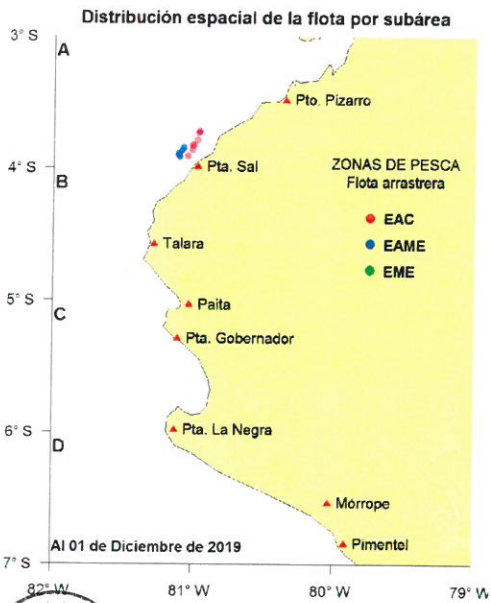 Distribución espacial de la flota por subárea
3° S
A
Pto. Pizarro
4° S
Pta. Sal
B
ZONAS DE PESCA
Flota arrastrera
EAC
EAME
EME
Talara
5° S
C
Paita
Pta. Gobernador
6° S
D
Pta. La Negra
Mórrope
Pimentel
Al 01 de Diciembre de 2019
7° S
82° W
81° W
80° W
79° W